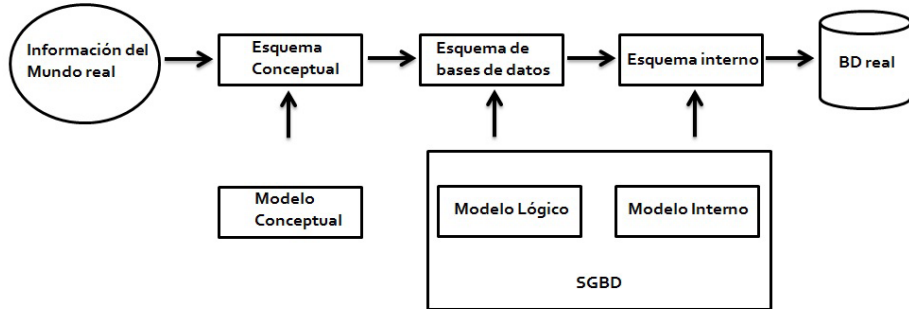 Información del
Mundo real
Esquema
Conceptual
Esquema de
bases de datos
Esquema interno
BD real
Modelo
Conceptual
Modelo Lógico
Modelo Interno
SGBD